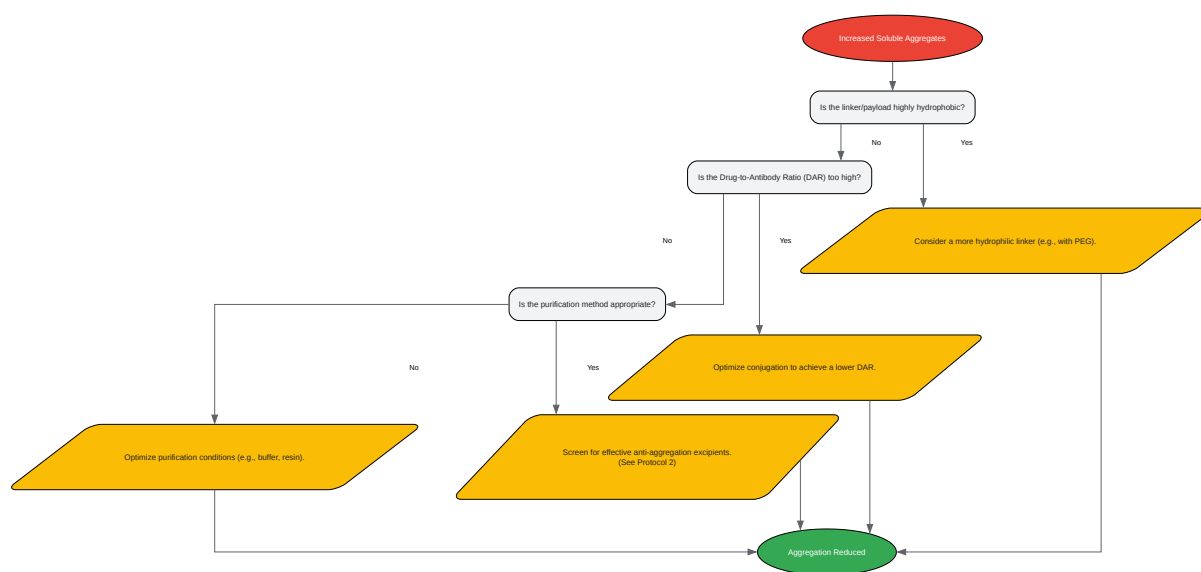 Increased Soluble Aggregates
Is the linker/payload highly hydrophobic?
No
Yes
Is the Drug-to-Antibody Ratio (DAR) too high?
No
Yes
Consider a more hydrophilic linker (e.g., with PEG).
Is the purification method appropriate?
No
Yes
Optimize conjugation to achieve a lower DAR.
Optimize purification conditions (e.g., buffer, resin).
Screen for effective anti-aggregation excipients.
(See Protocol 2)
Aggregation Reduced